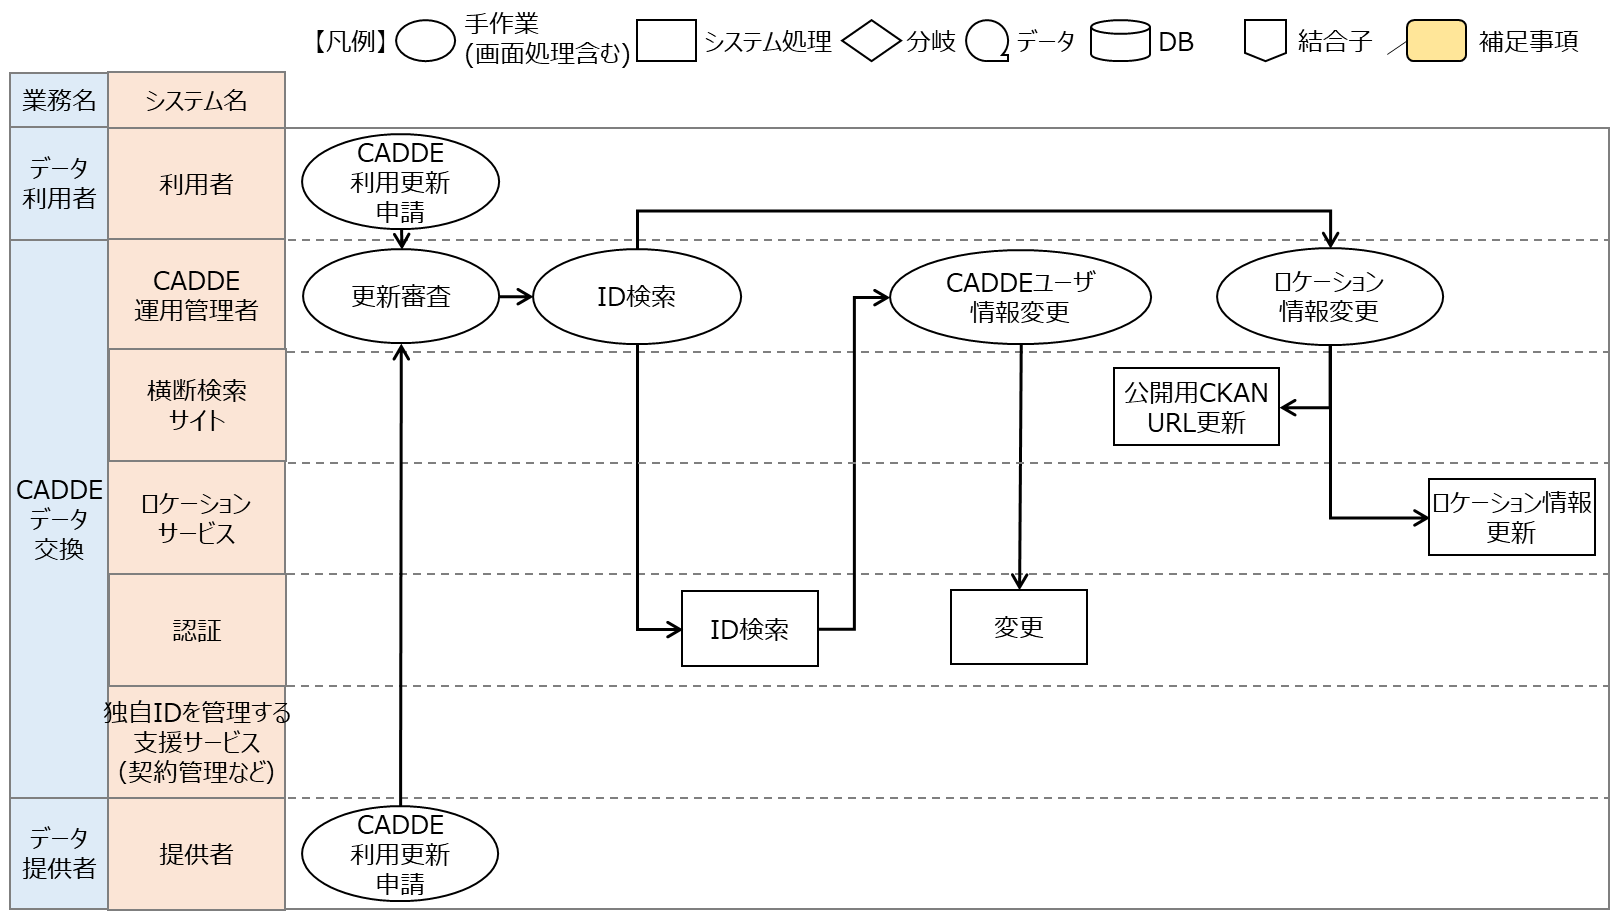 【凡例】
手作業
(画面処理含む)
システム処理
分岐
データ
DB
結合子
補足事項
業務名
システム名
データ
利用者
利用者
CADDE
利用更新
申請
CADDE
データ
交換
CADDE
運用管理者
更新審査
ID検索
CADDEユーザ
情報変更
ロケーション
情報変更
横断検索
サイト
公開用CKAN
URL更新
ロケーション
サービス
ロケーション情報
更新
認証
ID検索
変更
独自IDを管理する
支援サービス
(契約管理など)
データ
提供者
提供者
CADDE
利用更新
申請